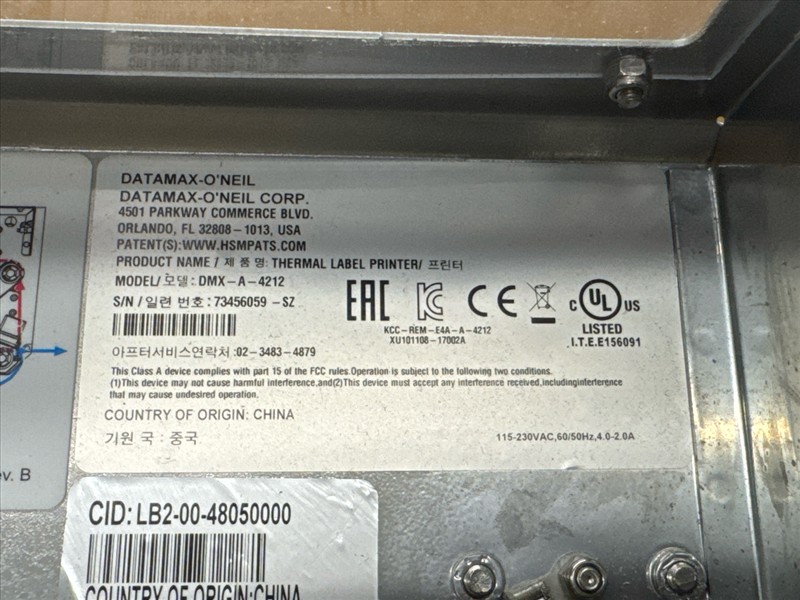 DATAMAX-O'NEIL
DATAMAX-O'NEIL CORP.
4501 PARKWAY COMMERCE BLVD.
ORLANDO, FL 32808-1013, USA
PATENT(S):WWW.HSMPATS.COM
PRODUCT NAME / 제 품 명: THERMAL LABEL PRINTER/ 프린터
MODEL/ 모델: DMX-A-4212
S/N / 일련 번호: 73456059 -SZ
EAC
CE
C UL US
LISTED
I.T.E.E156091
KCC-REM-E4A-A-4212
XU101108-17002A
아프터서비스연락처:02-3483-4879
This Class A device complies with part 15 of the FCC rules.Operation is subject to the following two conditions.
(1)This device may not cause harmful interference.and(2)This device must accept any interference received,includinginterference
that may cause undesired operation.
COUNTRY OF ORIGIN: CHINA
기원 국 : 중국
115-230VAC,60/50Hz,4.0-2.0A
ev. B
CID: LB2-00-48050000
COUNTRY OF ORIGIN:CHINA